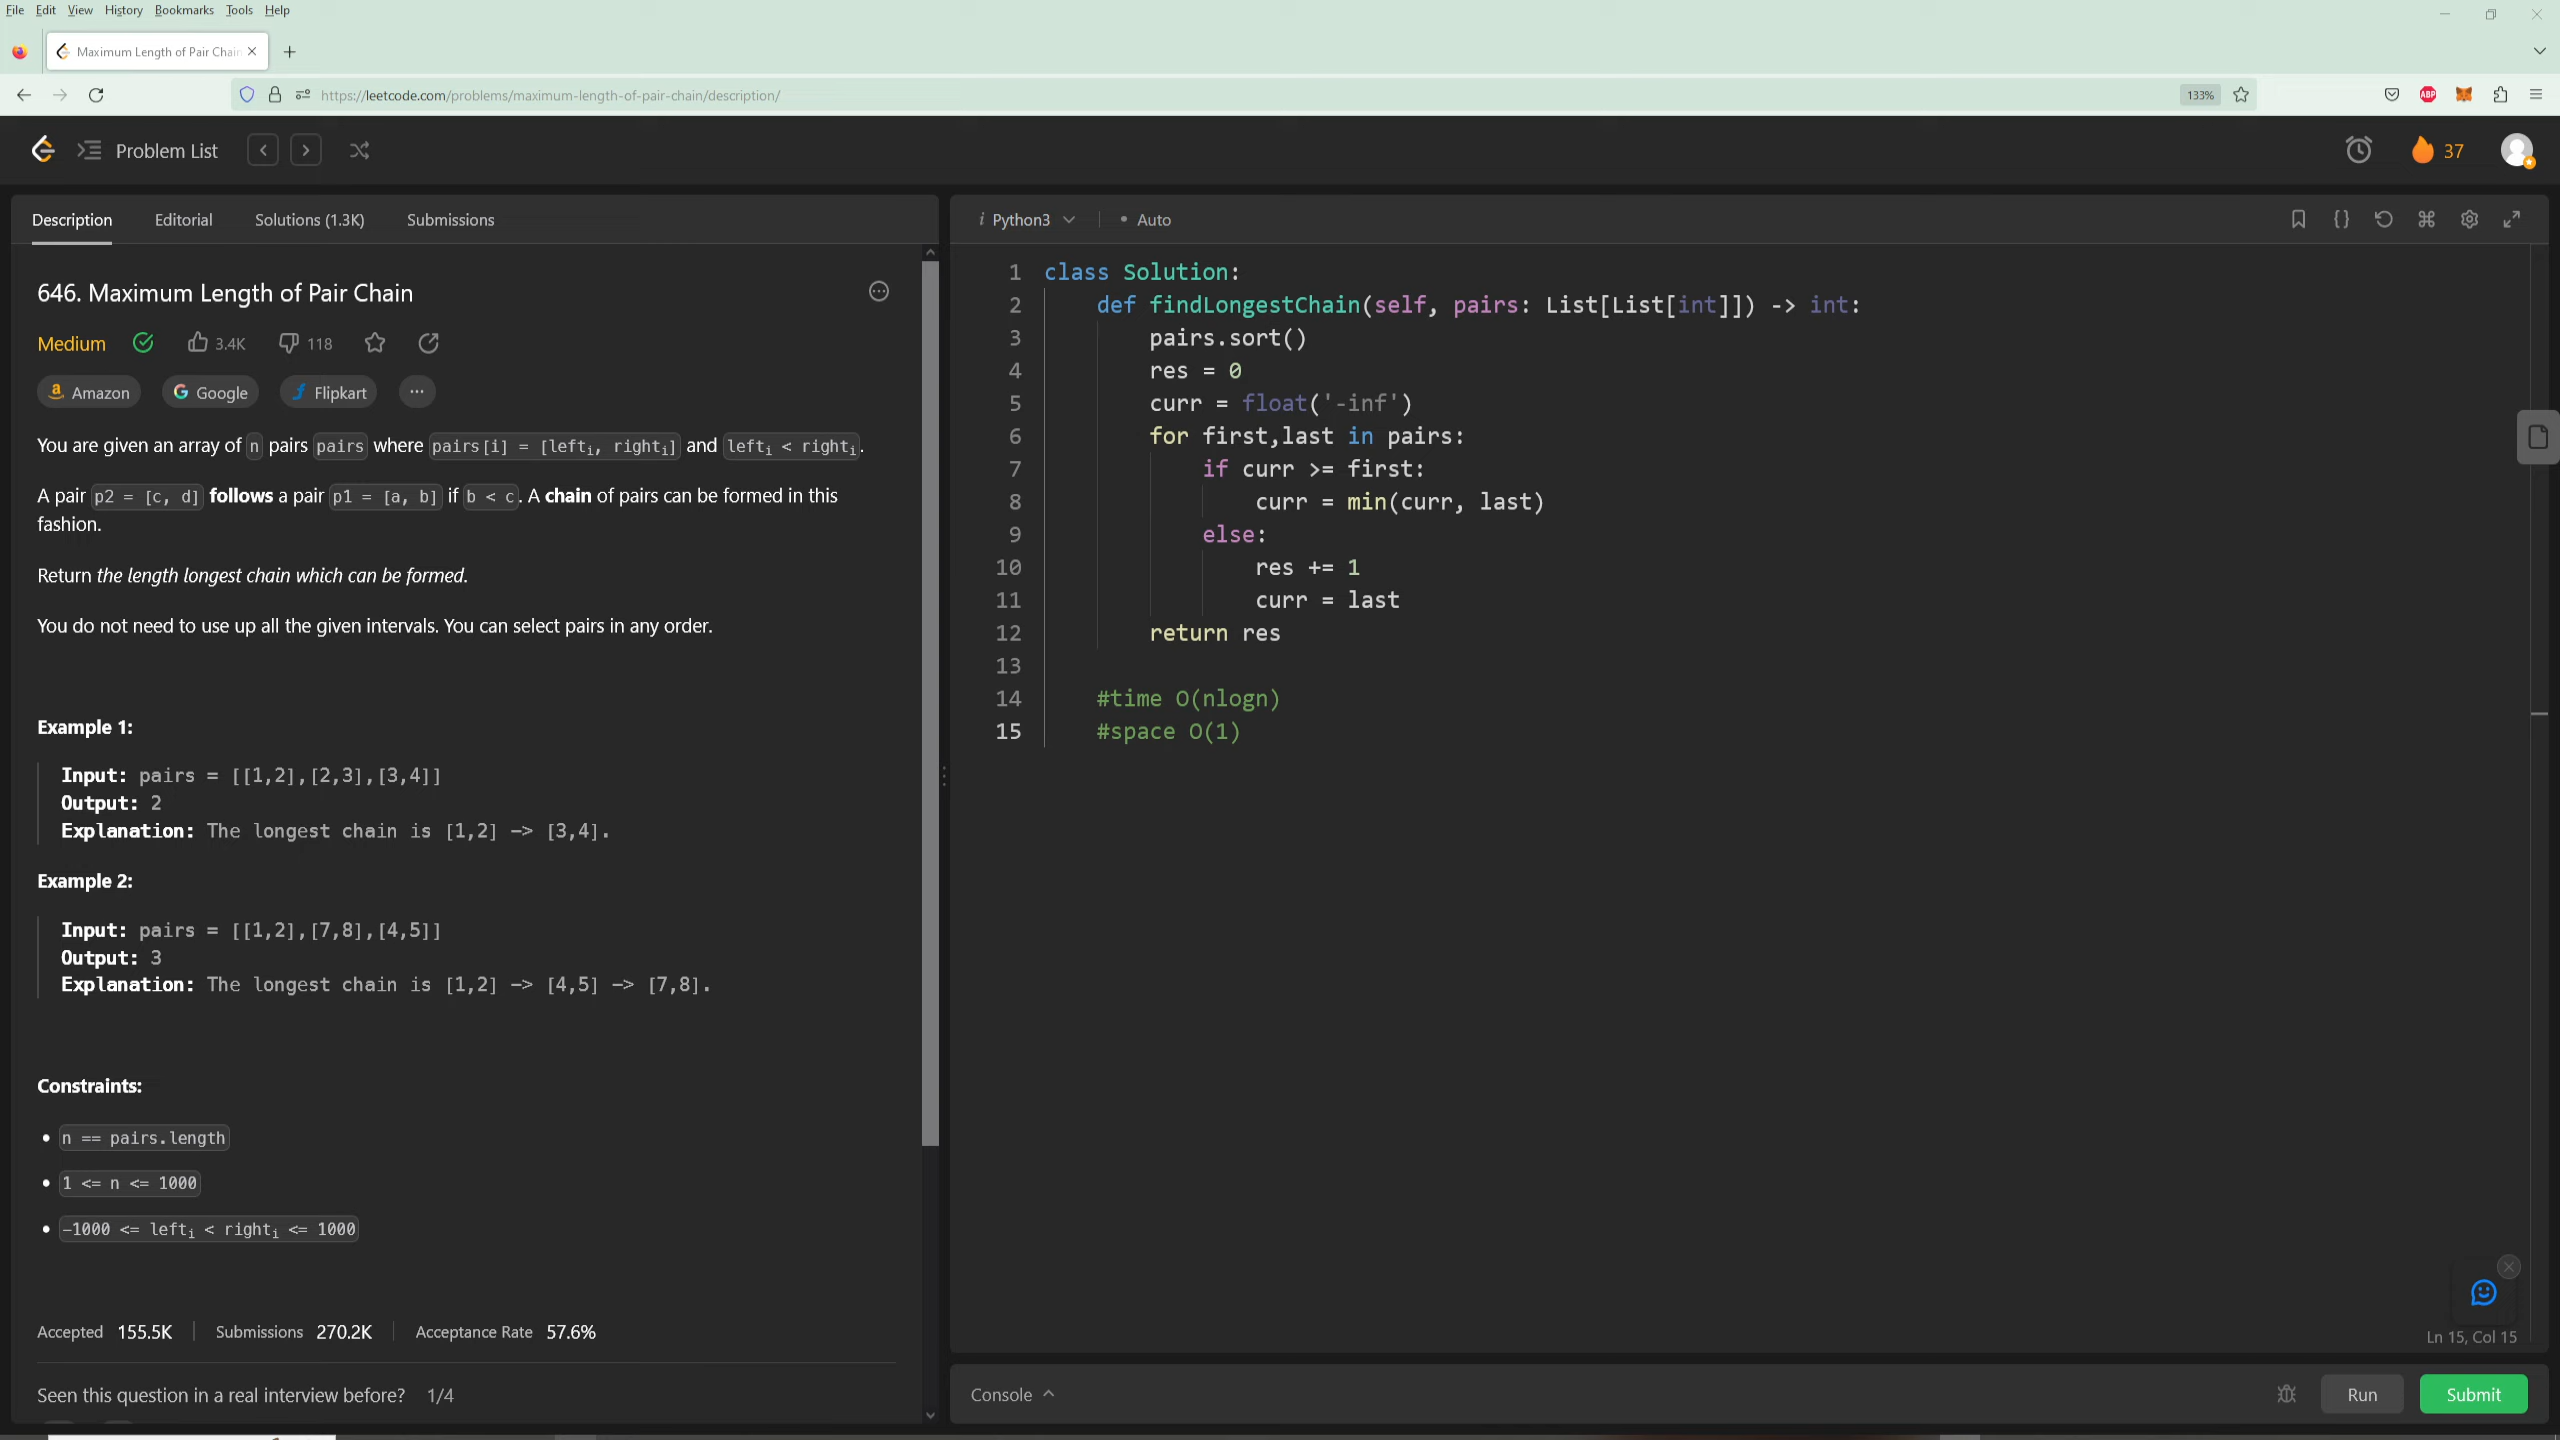 File Edit View History Bookmarks Tools Help
Maximum Length of Pair Chain
https://leetcode.com/problems/maximum-length-of-pair-chain/description/
133%
ABP
Problem List
37
Description Editorial Solutions (1.3K) Submissions
646. Maximum Length of Pair Chain
Medium 3.4K 118
Amazon Google Flipkart
You are given an array of n pairs pairs where pairs[i] = [lefti, righti] and lefti < righti.
A pair p2 = [c, d] follows a pair p1 = [a, b] if b < c. A chain of pairs can be formed in this
fashion.
Return the length longest chain which can be formed.
You do not need to use up all the given intervals. You can select pairs in any order.
Example 1:
Input: pairs = [[1,2],[2,3],[3,4]]
Output: 2
Explanation: The longest chain is [1,2] -> [3,4].
Example 2:
Input: pairs = [[1,2],[7,8],[4,5]]
Output: 3
Explanation: The longest chain is [1,2] -> [4,5] -> [7,8].
Constraints:
• n == pairs.length
• 1 <= n <= 1000
• -1000 <= lefti < righti <= 1000
Accepted 155.5K Submissions 270.2K Acceptance Rate 57.6%
Seen this question in a real interview before? 1/4
i Python3 • Auto
1 class Solution:
2     def findLongestChain(self, pairs: List[List[int]]) -> int:
3         pairs.sort()
4         res = 0
5         curr = float('-inf')
6         for first,last in pairs:
7             if curr >= first:
8                 curr = min(curr, last)
9             else:
10                 res += 1
11                 curr = last
12         return res
13
14     #time O(nlogn)
15     #space O(1)
Ln 15, Col 15
Console Run Submit